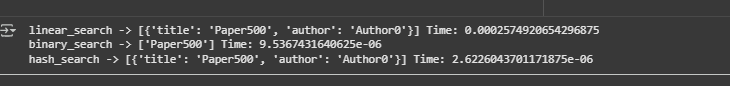 linear_search -> [{'title': 'Paper500', 'author': 'Author0'}] Time: 0.0002574920654296875
binary_search -> ['Paper500'] Time: 9.5367431640625e-06
hash_search -> [{'title': 'Paper500', 'author': 'Author0'}] Time: 2.6226043701171875e-06